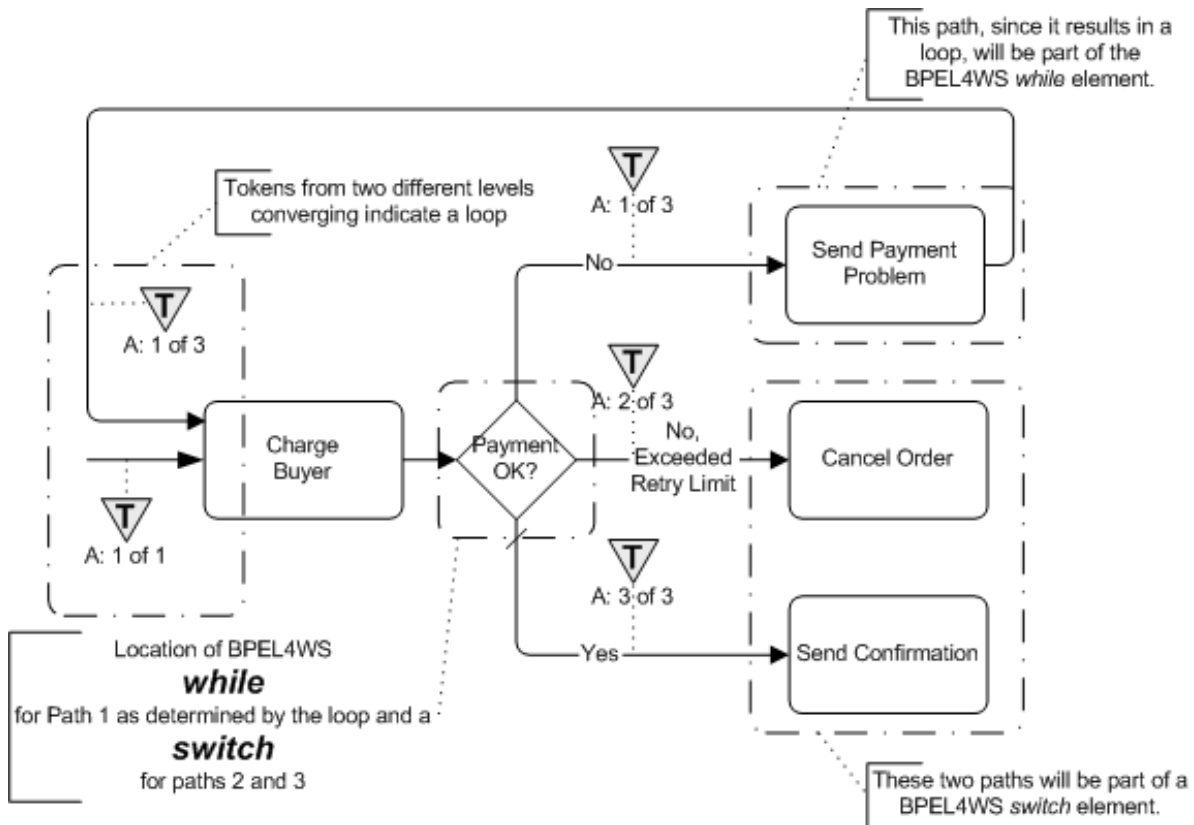 This path, since it results in a
loop, will be part of the
BPEL4WS while element.
Tokens from two different levels
converging indicate a loop
T
A: 1 of 3
No
Send Payment
Problem
T
A: 1 of 3
T
A: 2 of 3
Charge
Buyer
Payment
OK?
No,
Exceeded
Retry Limit
Cancel Order
T
A: 1 of 1
T
A: 3 of 3
Yes
Send Confirmation
Location of BPEL4WS
while
for Path 1 as determined by the loop and a
switch
for paths 2 and 3
These two paths will be part of a
BPEL4WS switch element.